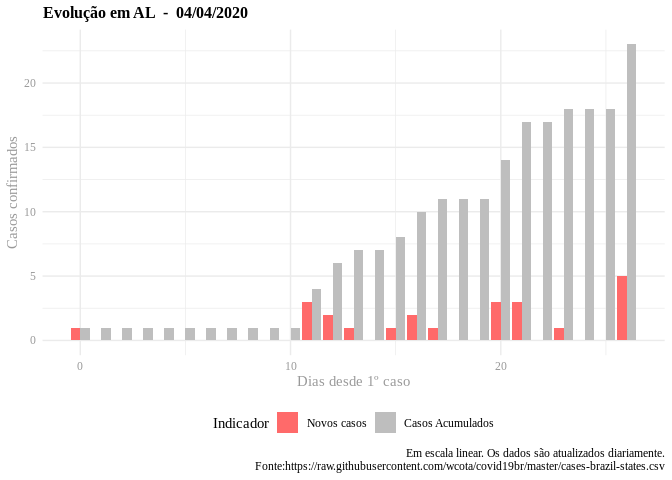 Evolução em AL  -  04/04/2020
Casos confirmados
20
15
10
5
0
0
10
20
Dias desde 1º caso
Indicador
Novos casos
Casos Acumulados
Em escala linear. Os dados são atualizados diariamente.
Fonte:https://raw.githubusercontent.com/wcota/covid19br/master/cases-brazil-states.csv